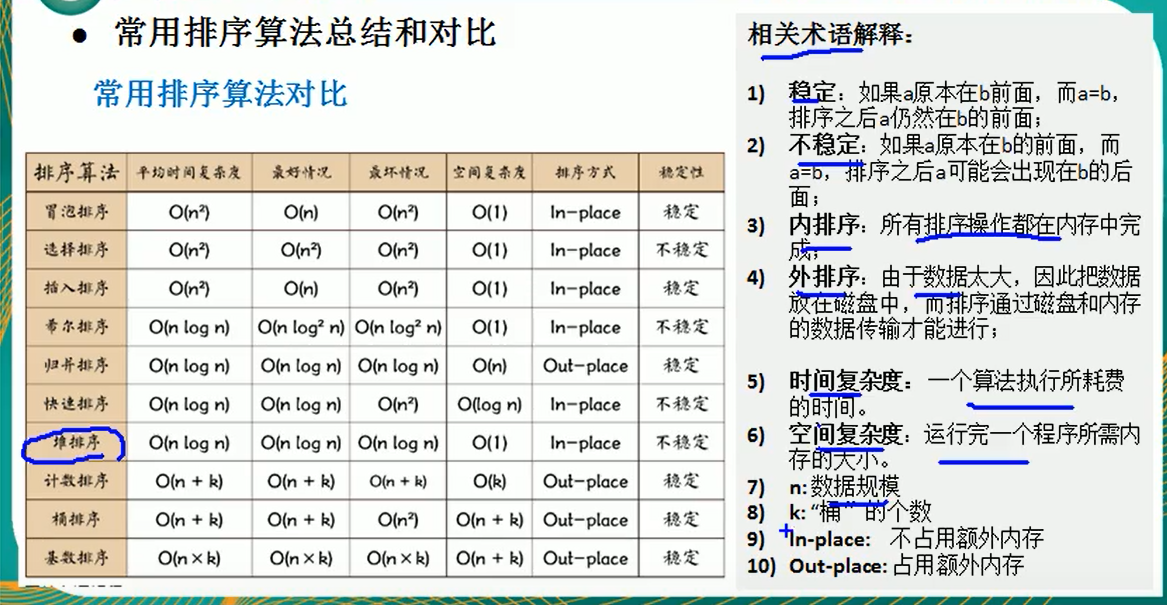 ● 常用排序算法总结和对比
常用排序算法对比
排序算法 平均时间复杂度 最好情况 最坏情况 空间复杂度 排序方式 稳定性
冒泡排序 O(n²) O(n) O(n²) O(1) In-place 稳定
选择排序 O(n²) O(n²) O(n²) O(1) In-place 不稳定
插入排序 O(n²) O(n) O(n²) O(1) In-place 稳定
希尔排序 O(n log n) O(n log² n) O(n log² n) O(1) In-place 不稳定
归并排序 O(n log n) O(n log n) O(n log n) O(n) Out-place 稳定
快速排序 O(n log n) O(n log n) O(n²) O(log n) In-place 不稳定
堆排序 O(n log n) O(n log n) O(n log n) O(1) In-place 不稳定
计数排序 O(n + k) O(n + k) O(n + k) O(k) Out-place 稳定
桶排序 O(n + k) O(n + k) O(n²) O(n + k) Out-place 稳定
基数排序 O(n×k) O(n×k) O(n×k) O(n + k) Out-place 稳定
相关术语解释：
1) 稳定：如果a原本在b前面，而a=b，
排序之后a仍然在b的前面；
2) 不稳定：如果a原本在b的前面，而
a=b，排序之后a可能会出现在b的后
面；
3) 内排序：所有排序操作都在内存中完
成；
4) 外排序：由于数据太大，因此把数据
放在磁盘中，而排序通过磁盘和内存
的数据传输才能进行；
5) 时间复杂度： 一个算法执行所耗费
的时间。
6) 空间复杂度：运行完一个程序所需内
存的大小。
7) n: 数据规模
8) k: “桶”的个数
9) In-place: 不占用额外内存
10) Out-place: 占用额外内存